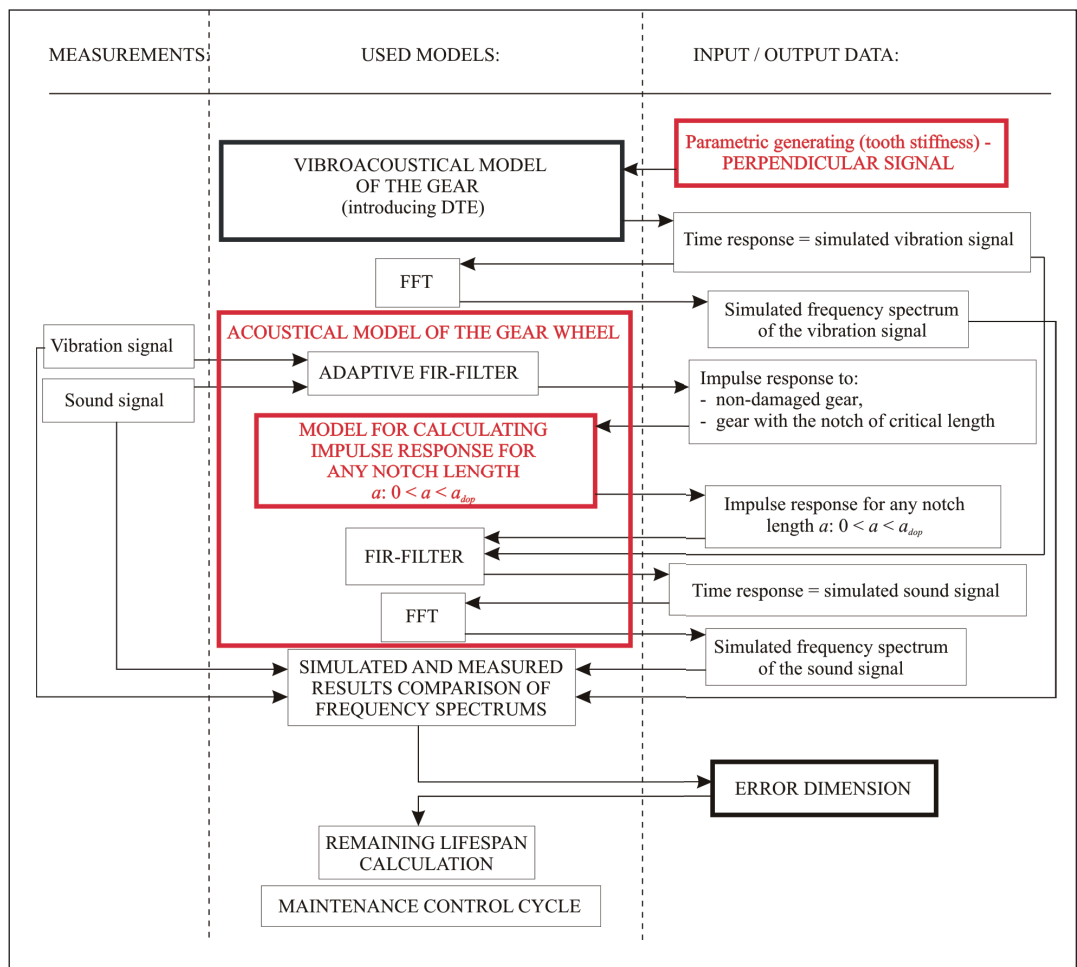 MEASUREMENTS:
USED MODELS:
INPUT / OUTPUT DATA:
Parametric generating (tooth stiffness) -
PERPENDICULAR SIGNAL
VIBROACOUSTICAL MODEL
OF THE GEAR
(introducing DTE)
Time response = simulated vibration signal
FFT
Simulated frequency spectrum
of the vibration signal
ACOUSTICAL MODEL OF THE GEAR WHEEL
Vibration signal
ADAPTIVE FIR-FILTER
Sound signal
Impulse response to:
- non-damaged gear,
- gear with the notch of critical length
MODEL FOR CALCULATING
IMPULSE RESPONSE FOR
ANY NOTCH LENGTH
a: 0 < a < a_dop
Impulse response for any notch
length a: 0 < a < a_dop
FIR-FILTER
Time response = simulated sound signal
FFT
Simulated frequency spectrum
of the sound signal
SIMULATED AND MEASURED
RESULTS COMPARISON OF
FREQUENCY SPECTRUMS
ERROR DIMENSION
REMAINING LIFESPAN
CALCULATION
MAINTENANCE CONTROL CYCLE